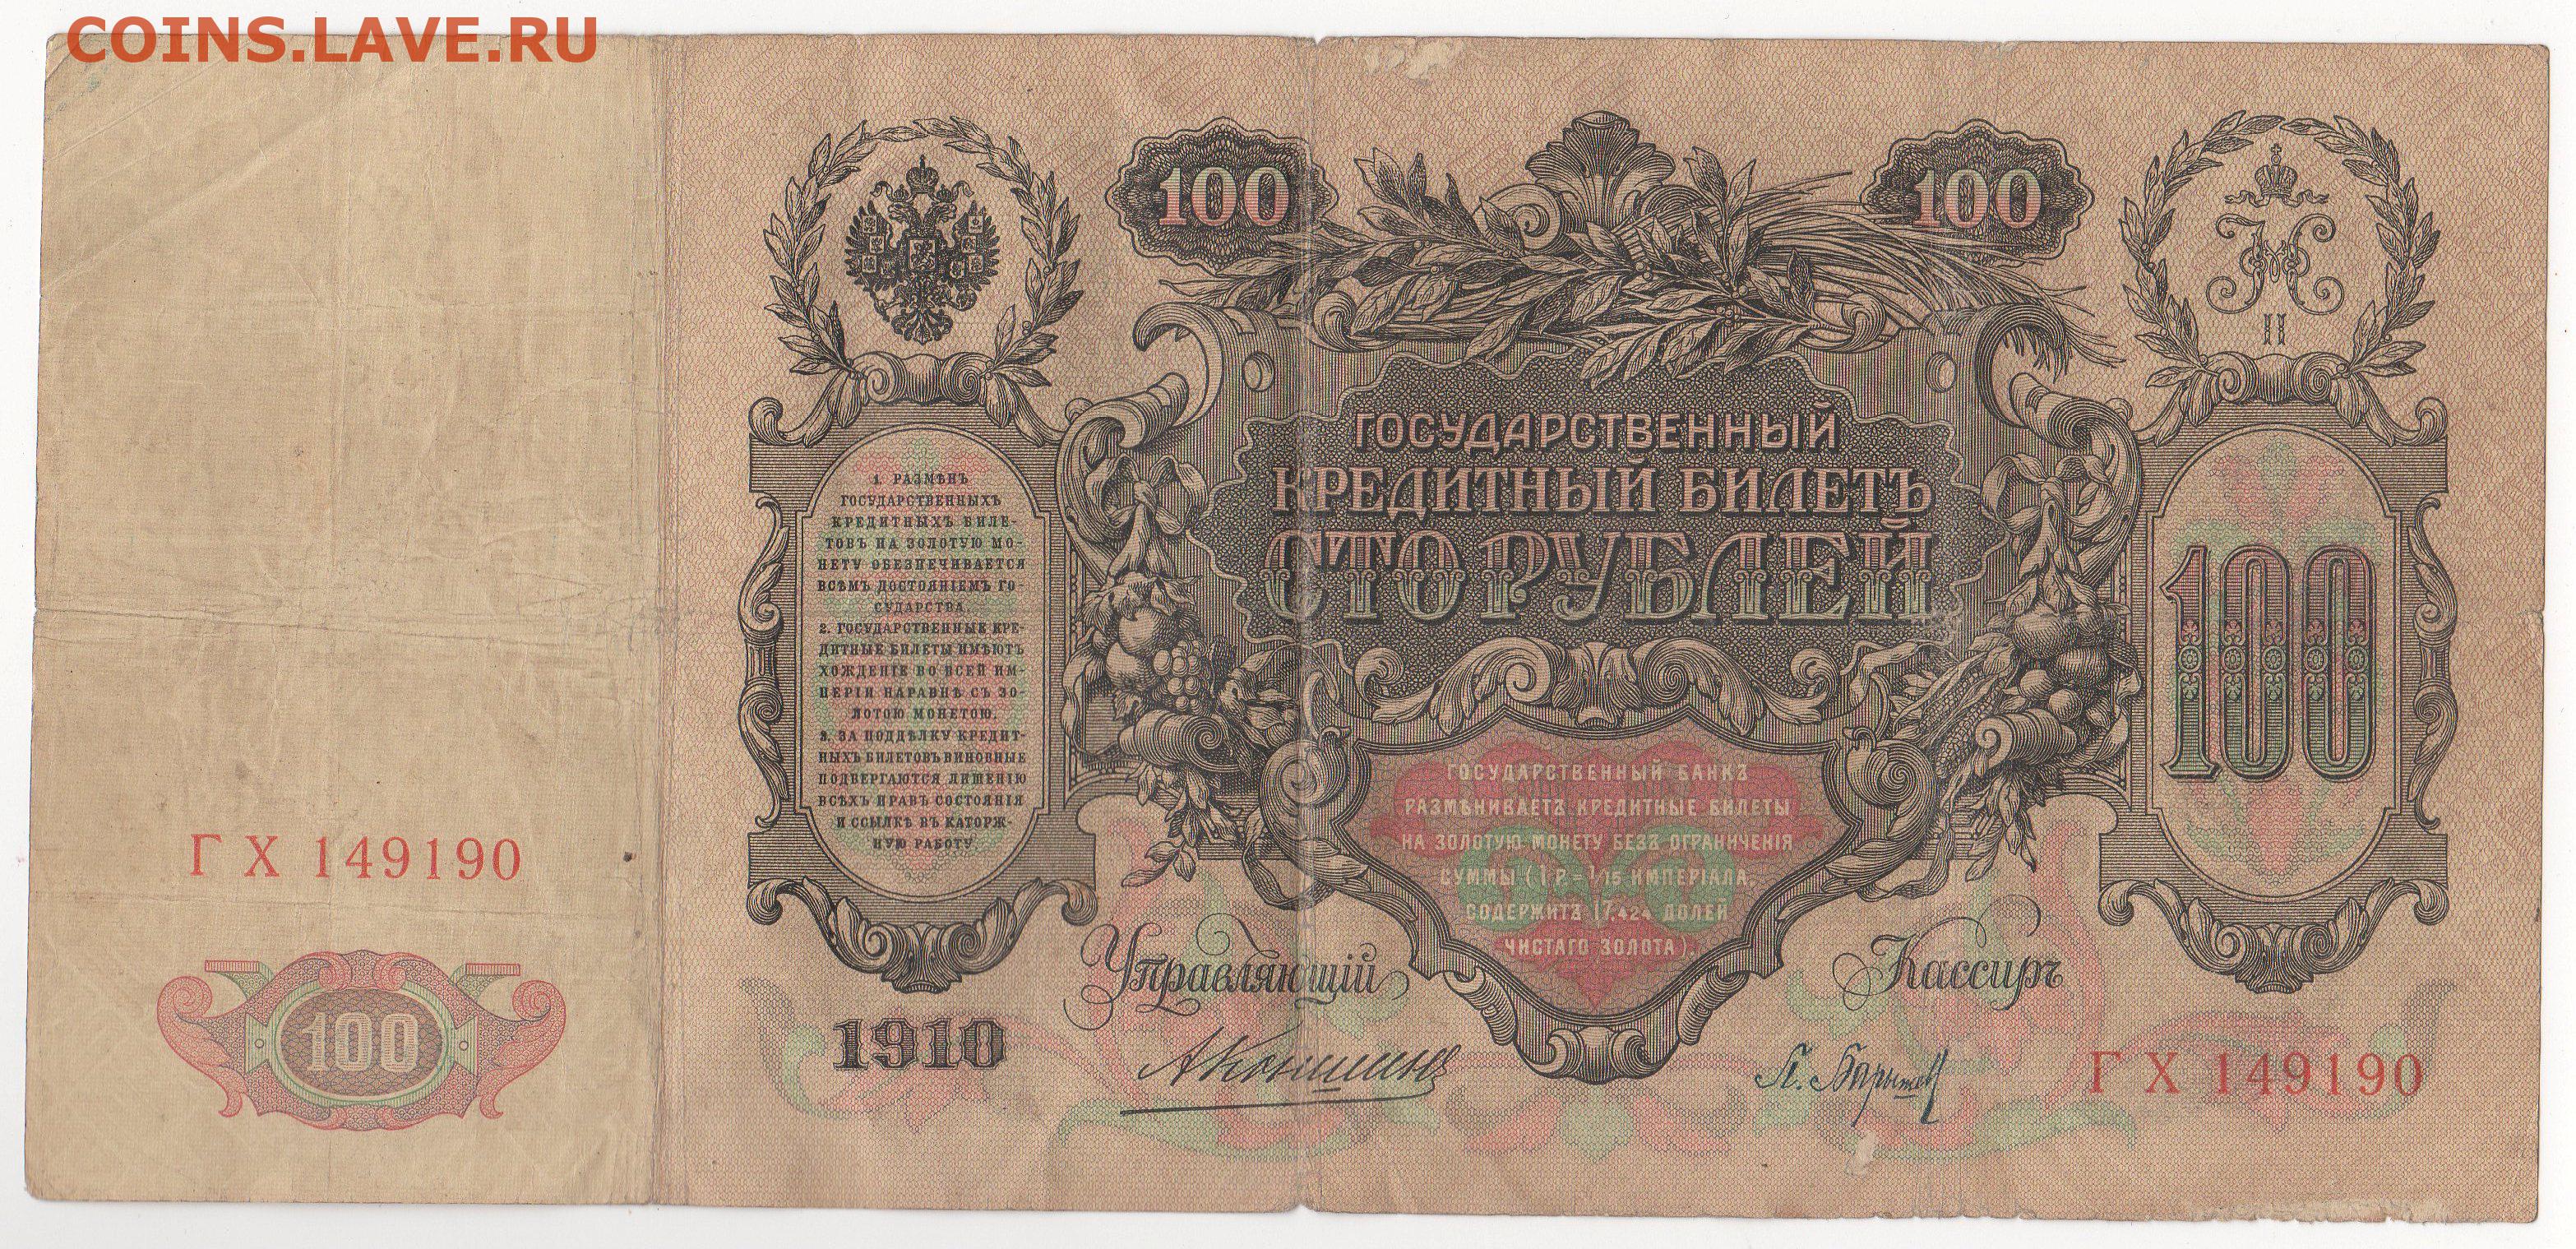 COINS.LAVE.RU
100
100
II
ГОСУДАРСТВЕННЫЙ
КРЕДИТНЫЙ БИЛЕТЪ
СТО РУБЛЕЙ
1. РАЗМѢНЪ
ГОСУДАРСТВЕННЫХЪ
КРЕДИТНЫХЪ БИЛЕ-
ТОВЪ НА ЗОЛОТУЮ МО-
НЕТУ ОБЕЗПЕЧИВАЕТСЯ
ВСѢМЪ ДОСТОЯНІЕМЪ ГО-
СУДАРСТВА.
2. ГОСУДАРСТВЕННЫЕ КРЕ-
ДИТНЫЕ БИЛЕТЫ ИМѢЮТЪ
ХОЖДЕНІЕ ВО ВСЕЙ ИМ-
ПЕРІИ НАРАВНѢ СЪ ЗО-
ЛОТОЮ МОНЕТОЮ.
3. ЗА ПОДДѢЛКУ КРЕДИТ-
НЫХЪ БИЛЕТОВЪ ВИНОВНЫЕ
ПОДВЕРГАЮТСЯ ЛИШЕНІЮ
ВСѢХЪ ПРАВЪ СОСТОЯНІЯ
И ССЫЛКѢ ВЪ КАТОРЖ-
НУЮ РАБОТУ
100
ГОСУДАРСТВЕННЫЙ БАНКЪ
РАЗМѢНИВАЕТЪ КРЕДИТНЫЕ БИЛЕТЫ
НА ЗОЛОТУЮ МОНЕТУ БЕЗЪ ОГРАНИЧЕНІЯ
СУММЫ (1 Р = 1/15 ИМПЕРІАЛА,
СОДЕРЖИТЪ 17,424 ДОЛЕЙ
ЧИСТАГО ЗОЛОТА).
ГХ 149190
100
Управляющій
Кассиръ
1910
АКоншинъ
П. Барышев
ГХ 149190